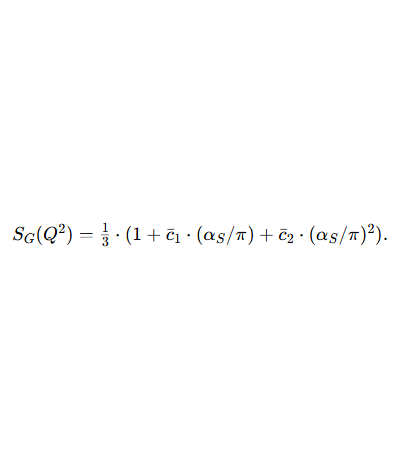 $S_G(Q^2) = \frac{1}{3} \cdot (1 + \bar{c}_1 \cdot (\alpha_S/\pi) + \bar{c}_2 \cdot (\alpha_S/\pi)^2).$